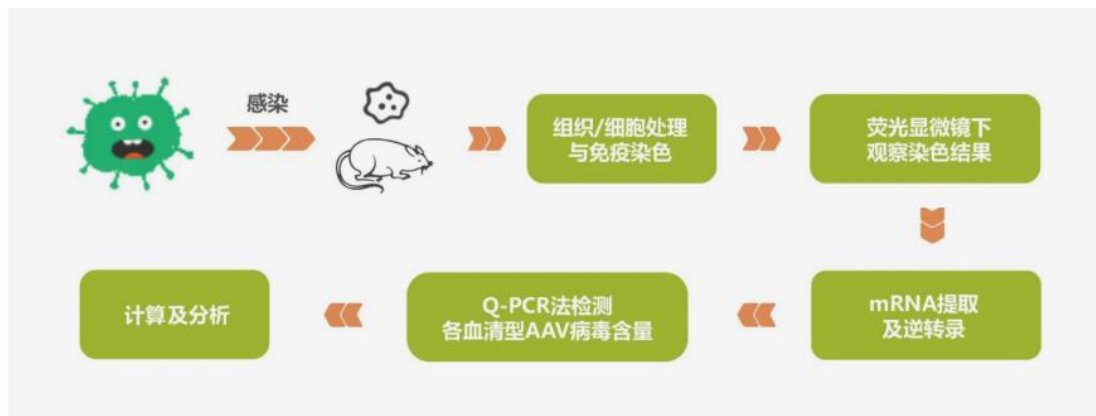 感染
组织/细胞处理
与免疫染色
荧光显微镜下
观察染色结果
mRNA提取
及逆转录
Q-PCR法检测
各血清型AAV病毒含量
计算及分析